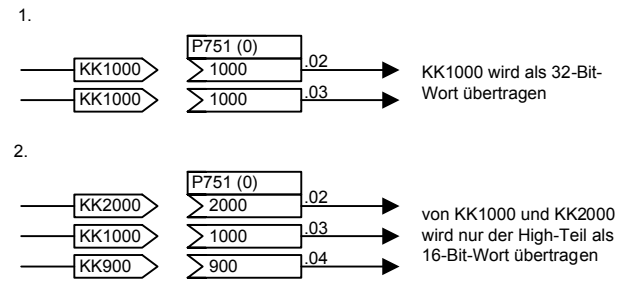 1.
P751 (0)
KK1000 1000 .02
KK1000 1000 .03
KK1000 wird als 32-Bit-
Wort übertragen
2.
P751 (0)
KK2000 2000 .02
KK1000 1000 .03
KK900 900 .04
von KK1000 und KK2000
wird nur der High-Teil als
16-Bit-Wort übertragen